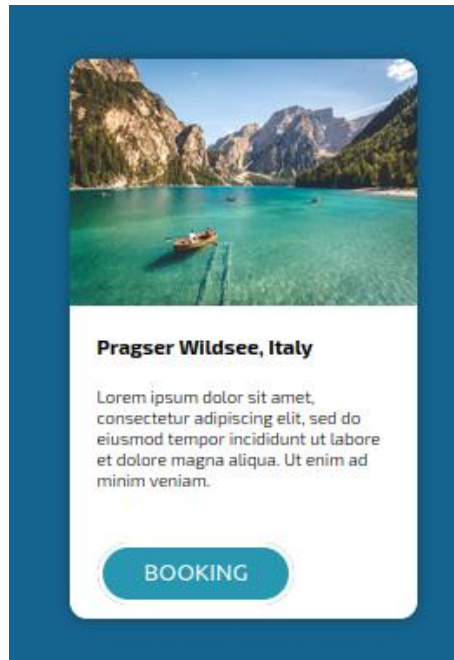 Pragser Wildsee, Italy
Lorem ipsum dolor sit amet,
consectetur adipiscing elit, sed do
eiusmod tempor incididunt ut labore
et dolore magna aliqua. Ut enim ad
minim veniam.
BOOKING